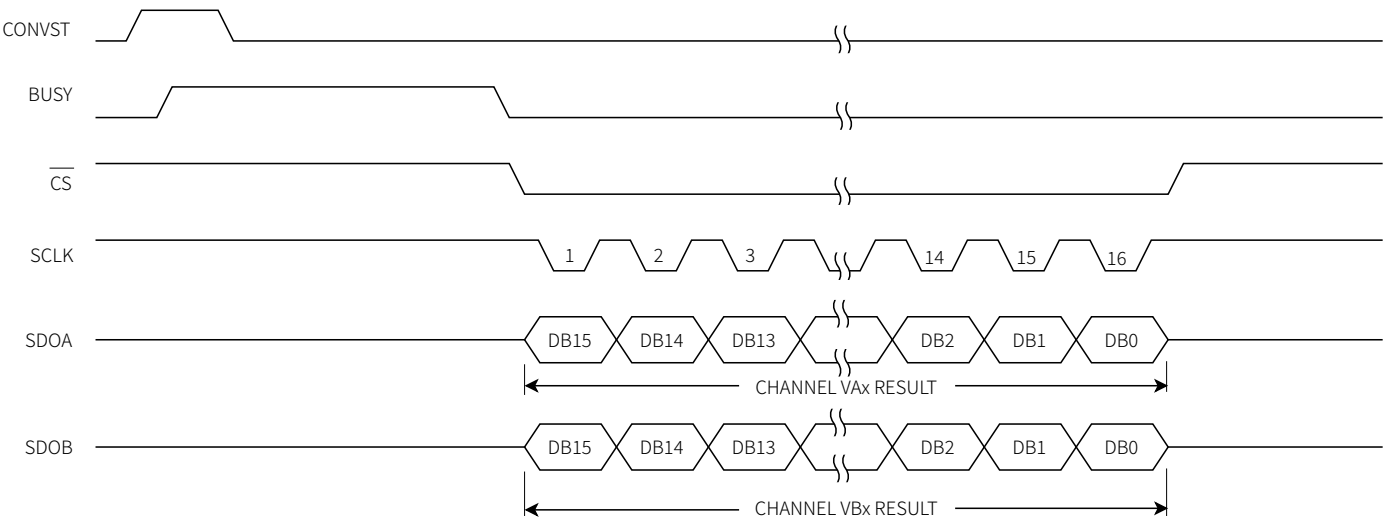 CONVST
BUSY
CS
SCLK
1 2 3 14 15 16
SDOA
DB15 DB14 DB13 DB2 DB1 DB0
CHANNEL VAx RESULT
SDOB
DB15 DB14 DB13 DB2 DB1 DB0
CHANNEL VBx RESULT